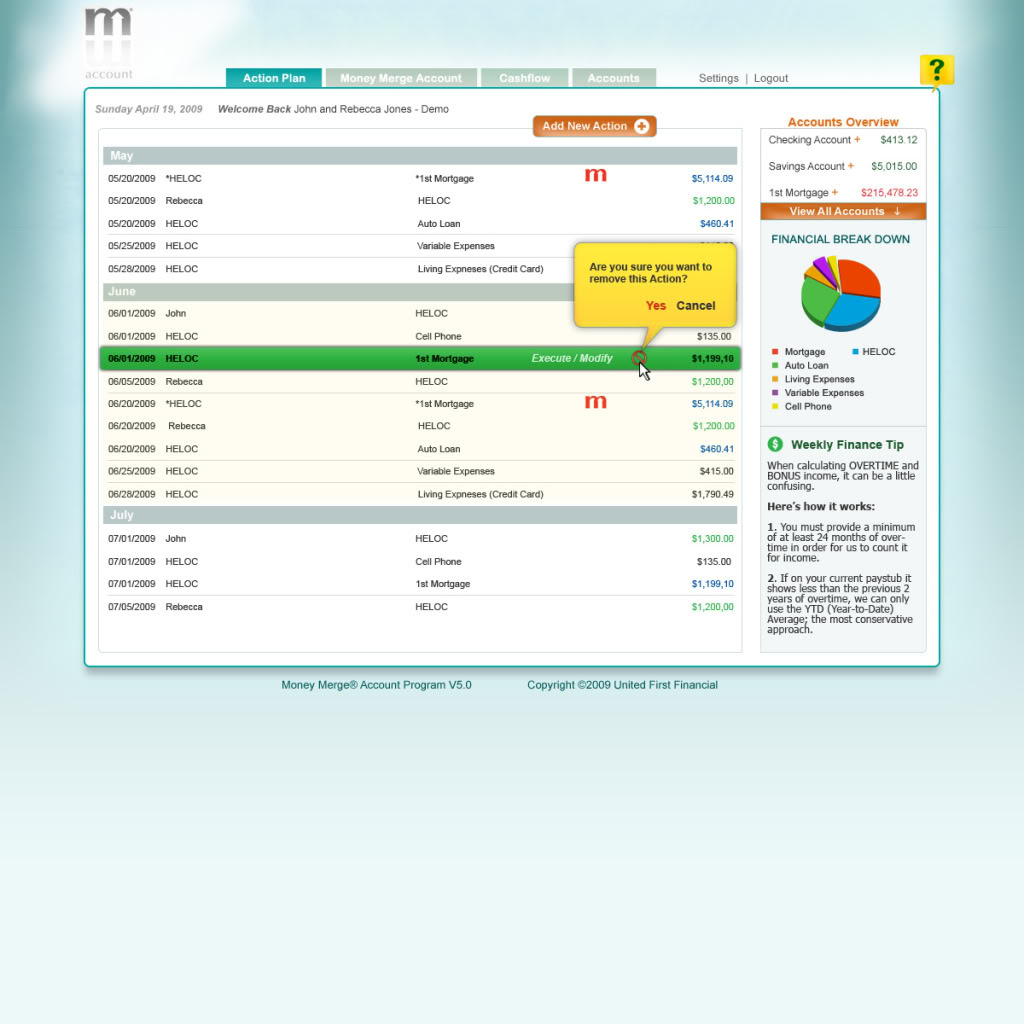 m
account
Action Plan
Money Merge Account
Cashflow
Accounts
Settings | Logout
?
Sunday April 19, 2009 Welcome Back John and Rebecca Jones - Demo
Add New Action
May
05/20/2009 *HELOC *1st Mortgage m $5,114.09
05/20/2009 Rebecca HELOC $1,200.00
05/20/2009 HELOC Auto Loan $460.41
05/25/2009 HELOC Variable Expenses
05/28/2009 HELOC Living Expneses (Credit Card)
Are you sure you want to
remove this Action?
Yes Cancel
June
06/01/2009 John HELOC
06/01/2009 HELOC Cell Phone $135.00
06/01/2009 HELOC 1st Mortgage Execute / Modify $1,199,10
06/05/2009 Rebecca HELOC $1,200,00
06/20/2009 *HELOC *1st Mortgage m $5,114.09
06/20/2009 Rebecca HELOC $1,200.00
06/20/2009 HELOC Auto Loan $460.41
06/25/2009 HELOC Variable Expenses $415.00
06/28/2009 HELOC Living Expneses (Credit Card) $1,790.49
July
07/01/2009 John HELOC $1,300.00
07/01/2009 HELOC Cell Phone $135.00
07/01/2009 HELOC 1st Mortgage $1,199,10
07/05/2009 Rebecca HELOC $1,200,00
Accounts Overview
Checking Account + $413.12
Savings Account + $5,015.00
1st Mortgage + $215,478.23
View All Accounts ↓
FINANCIAL BREAK DOWN
Mortgage HELOC
Auto Loan
Living Expenses
Variable Expenses
Cell Phone
$ Weekly Finance Tip
When calculating OVERTIME and
BONUS income, it can be a little
confusing.
Here's how it works:
1. You must provide a minimum
of at least 24 months of over-
time in order for us to count it
for income.
2. If on your current paystub it
shows less than the previous 2
years of overtime, we can only
use the YTD (Year-to-Date)
Average; the most conservative
approach.
Money Merge® Account Program V5.0 Copyright ©2009 United First Financial